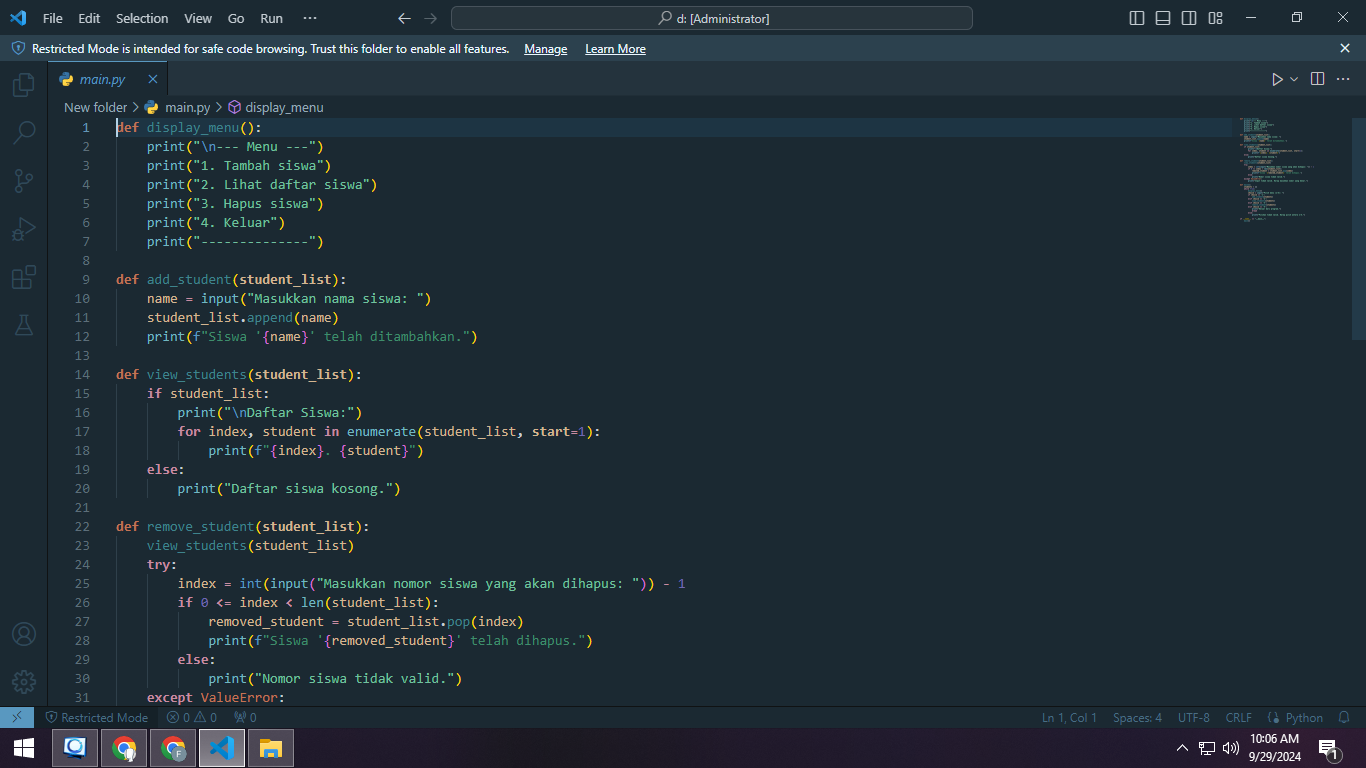 File Edit Selection View Go Run ··· d: [Administrator]
Restricted Mode is intended for safe code browsing. Trust this folder to enable all features. Manage Learn More
main.py
New folder > main.py > display_menu
1 def display_menu():
2     print("\n--- Menu ---")
3     print("1. Tambah siswa")
4     print("2. Lihat daftar siswa")
5     print("3. Hapus siswa")
6     print("4. Keluar")
7     print("--------------")
8
9 def add_student(student_list):
10     name = input("Masukkan nama siswa: ")
11     student_list.append(name)
12     print(f"Siswa '{name}' telah ditambahkan.")
13
14 def view_students(student_list):
15     if student_list:
16         print("\nDaftar Siswa:")
17         for index, student in enumerate(student_list, start=1):
18             print(f"{index}. {student}")
19     else:
20         print("Daftar siswa kosong.")
21
22 def remove_student(student_list):
23     view_students(student_list)
24     try:
25         index = int(input("Masukkan nomor siswa yang akan dihapus: ")) - 1
26         if 0 <= index < len(student_list):
27             removed_student = student_list.pop(index)
28             print(f"Siswa '{removed_student}' telah dihapus.")
29         else:
30             print("Nomor siswa tidak valid.")
31     except ValueError:
Restricted Mode 0 0 0 Ln 1, Col 1 Spaces: 4 UTF-8 CRLF Python
F
10:06 AM
9/29/2024
1